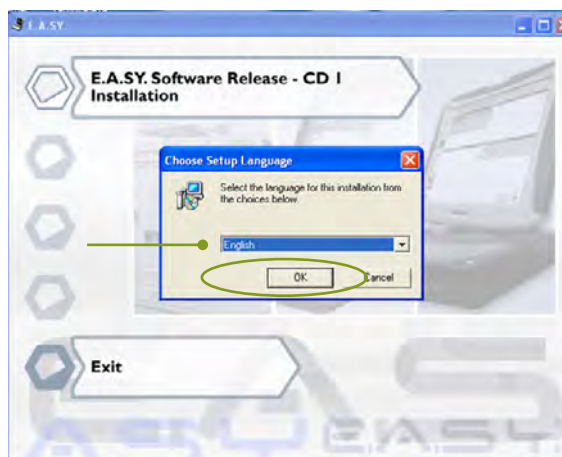 E.A.SY.
E.A.SY. Software Release - CD 1
Installation
Choose Setup Language
Select the language for this installation from
the choices below.
English
OK
Cancel
Exit
EASY